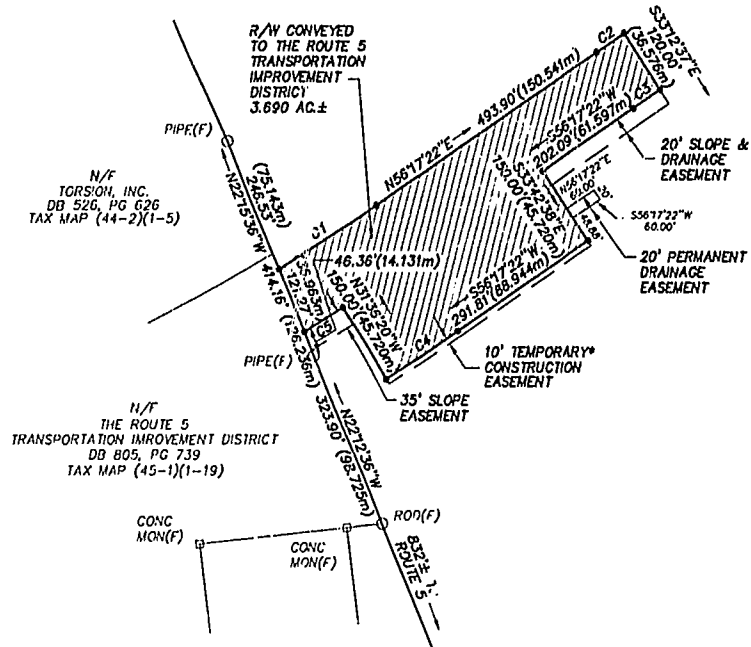 R/W CONVEYED
TO THE ROUTE 5
TRANSPORTATION
IMPROVEMENT
DISTRICT
3.690 AC.±
C2
S33°12'37"E
120.00'
(36.576m)
C3
N56°17'22"E 493.90'(150.541m)
S56°17'22"W
202.09'(61.597m)
20' SLOPE &
DRAINAGE
EASEMENT
PIPE(F)
N/F
TORSION, INC.
DB 526, PG 626
TAX MAP (44-2)(1-5)
(75.143m)
246.53'
N22°15'36"W
C1
S33°12'38"E
150.00'(45.720m)
N56°17'22"E
60.00'
20'
S56°17'22"W
60.00'
20' PERMANENT
DRAINAGE
EASEMENT
46.36'(14.131m)
N31°36'20"W
150.00'(45.720m)
S56°17'22"W
291.81'(88.944m)
414.16' (126.236m)
C5
C4
PIPE(F)
10' TEMPORARY*
CONSTRUCTION
EASEMENT
35' SLOPE
EASEMENT
N/F
THE ROUTE 5
TRANSPORTATION IMROVEMENT DISTRICT
DB 805, PG 739
TAX MAP (45-1)(1-19)
N22°12'36"W
323.90' (98.725m)
ROD(F)
CONC
MON(F)
CONC
MON(F)
832'±
ROUTE 5